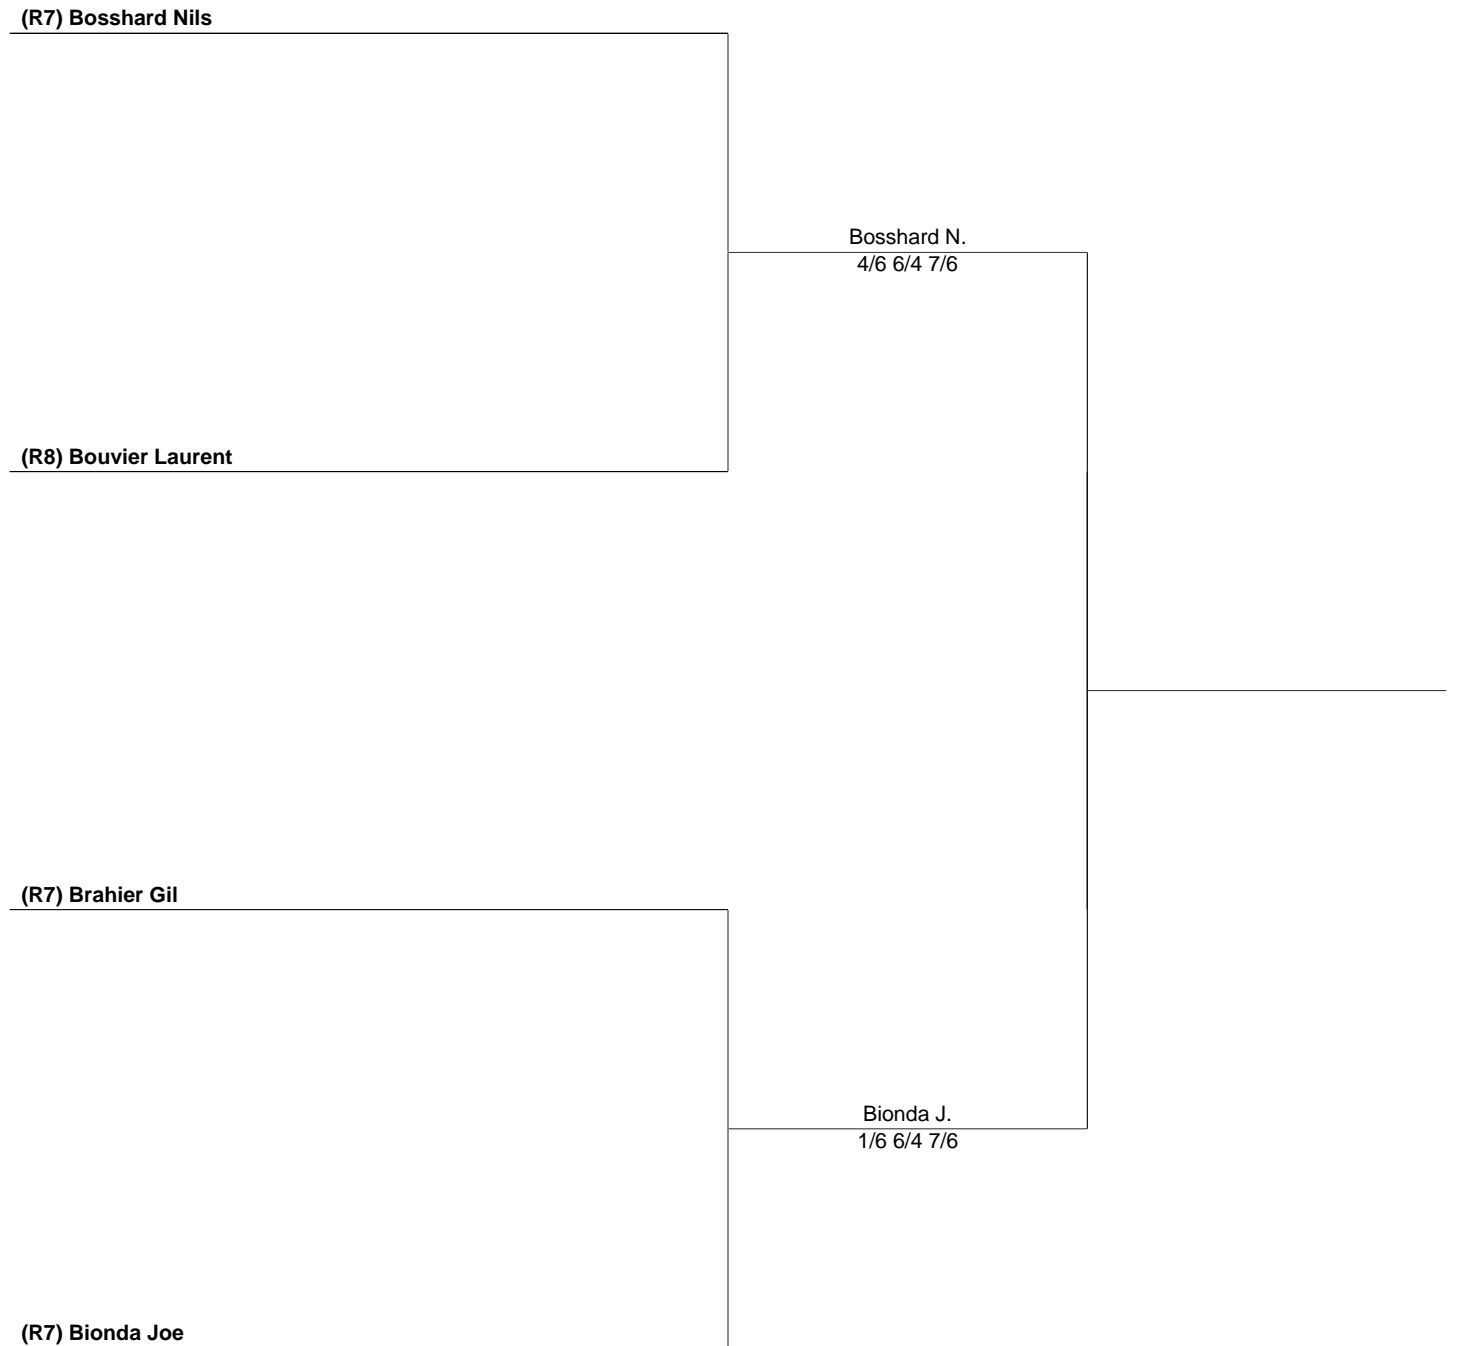 (R7) Bosshard Nils
Bosshard N.
4/6 6/4 7/6
(R8) Bouvier Laurent
(R7) Brahier Gil
Bionda J.
1/6 6/4 7/6
(R7) Bionda Joe